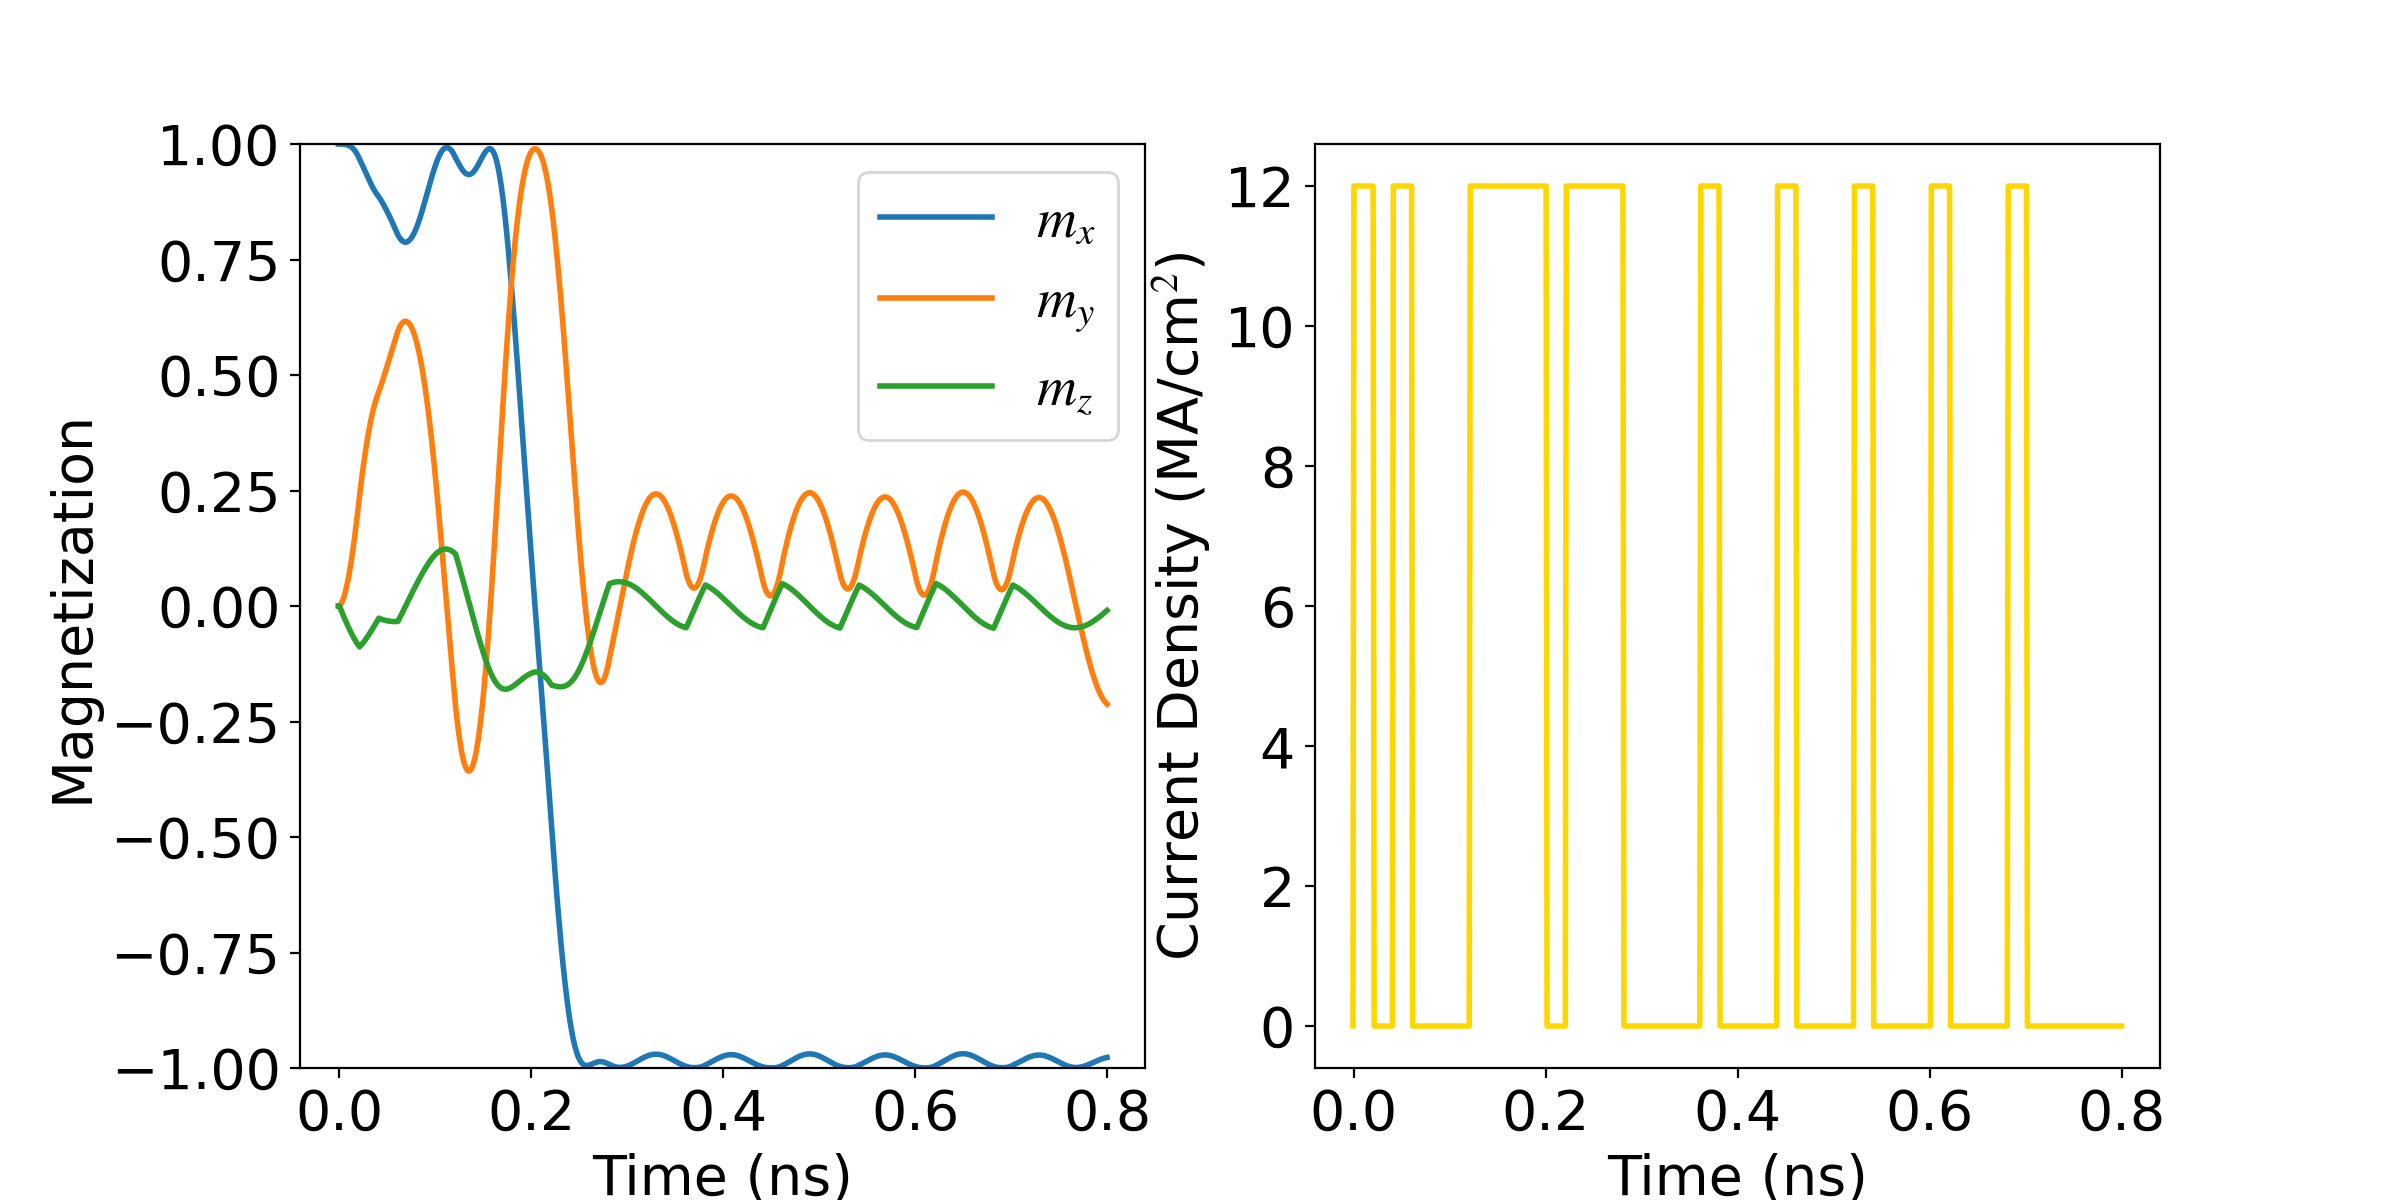 Magnetization
1.00
0.75
0.50
0.25
0.00
−0.25
−0.50
−0.75
−1.00
0.0 0.2 0.4 0.6 0.8
Time (ns)
m_x
m_y
m_z
Current Density (MA/cm²)
12
10
8
6
4
2
0
0.0 0.2 0.4 0.6 0.8
Time (ns)